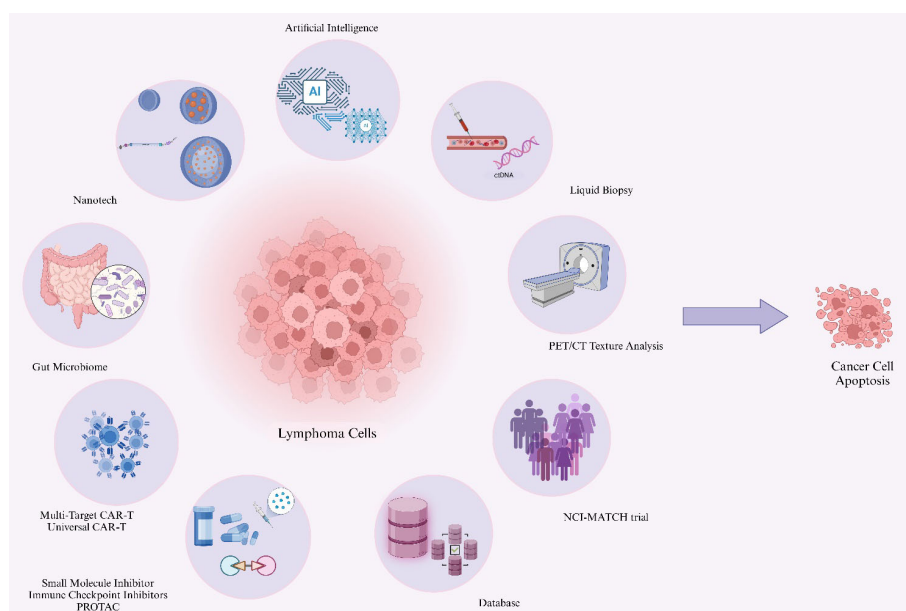 Artificial Intelligence
AI
AI
ctDNA
Nanotech
Liquid Biopsy
Gut Microbiome
PET/CT Texture Analysis
Cancer Cell
Apoptosis
Lymphoma Cells
Multi-Target CAR-T
Universal CAR-T
NCI-MATCH trial
Small Molecule Inhibitor
Immune Checkpoint Inhibitors
PROTAC
Database